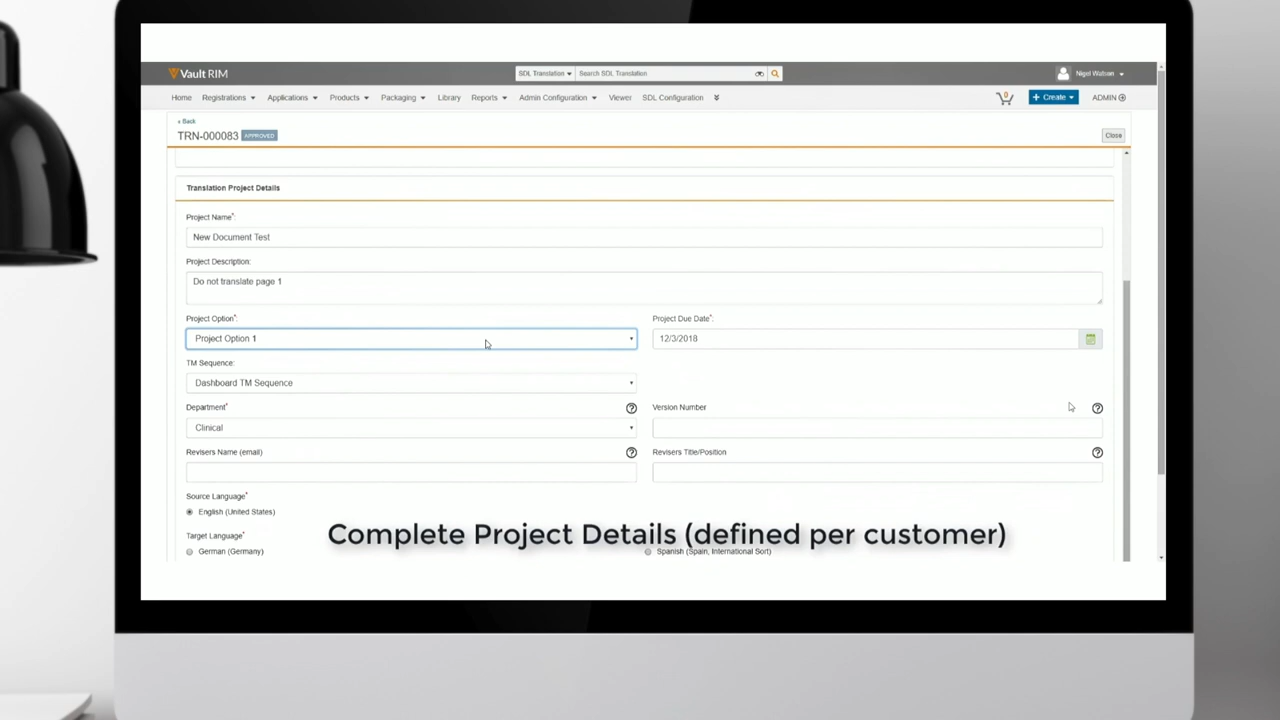 Vault RIM
SDL Translation
Search SDL Translation
Nigel Watson
Home
Registrations
Applications
Products
Packaging
Library
Reports
Admin Configuration
Viewer
SDL Configuration
0
+ Create
ADMIN
Back
TRN-000083 APPROVED
Close
Translation Project Details
Project Name*:
New Document Test
Project Description:
Do not translate page 1
Project Option*:
Project Due Date*:
Project Option 1
12/3/2018
TM Sequence:
Dashboard TM Sequence
Department*
Version Number
Clinical
Revisers Name (email)
Revisers Title/Position
Source Language*
English (United States)
Complete Project Details (defined per customer)
Target Language*
German (Germany)
Spanish (Spain, International Sort)